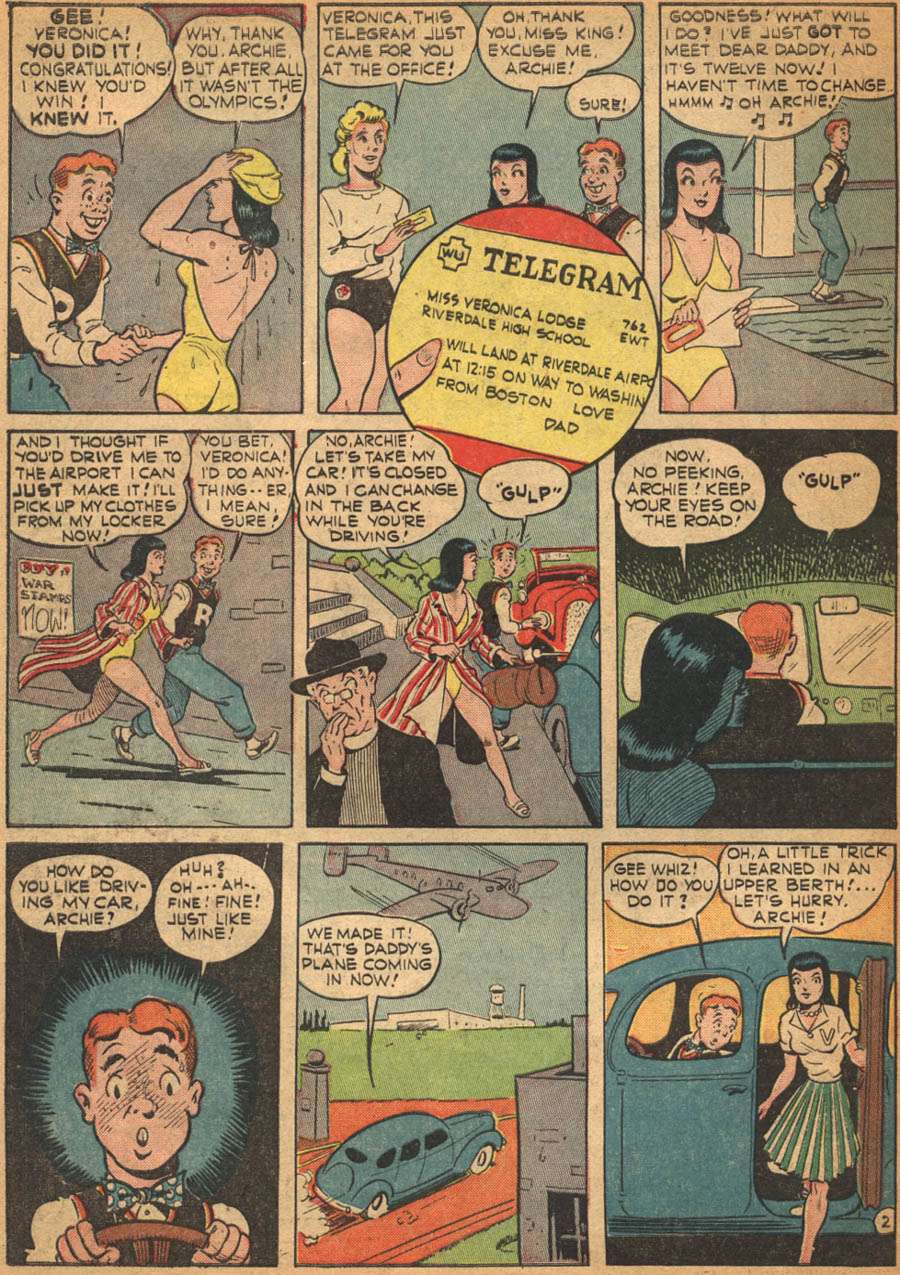 GEE!
VERONICA!
YOU DID IT!
CONGRATULATIONS!
I KNEW YOU'D
WIN! I
KNEW IT.
WHY, THANK
YOU, ARCHIE,
BUT AFTER ALL
IT WASN'T THE
OLYMPICS!
VERONICA, THIS
TELEGRAM JUST
CAME FOR YOU
AT THE OFFICE!
OH, THANK
YOU, MISS KING!
EXCUSE ME,
ARCHIE!
SURE!
WU TELEGRAM
MISS VERONICA LODGE
RIVERDALE HIGH SCHOOL
762
EWT
WILL LAND AT RIVERDALE AIRPO
AT 12:15 ON WAY TO WASHIN
FROM BOSTON LOVE
DAD
GOODNESS! WHAT WILL
I DO? I'VE JUST GOT TO
MEET DEAR DADDY, AND
IT'S TWELVE NOW! I
HAVEN'T TIME TO CHANGE.
HMMM ♫ OH ARCHIE!
♫ ♫
AND I THOUGHT IF
YOU'D DRIVE ME TO
THE AIRPORT I CAN
JUST MAKE IT! I'LL
PICK UP MY CLOTHES
FROM MY LOCKER
NOW!
YOU BET,
VERONICA!
I'D DO ANY-
THING--ER,
I MEAN,
SURE!
BUY
WAR
STAMPS
NOW!
R
NO, ARCHIE!
LET'S TAKE MY
CAR! IT'S CLOSED
AND I CAN CHANGE
IN THE BACK
WHILE YOU'RE
DRIVING!
"GULP"
NOW,
NO PEEKING,
ARCHIE! KEEP
YOUR EYES ON
THE ROAD!
"GULP"
HOW DO
YOU LIKE DRIV-
ING MY CAR,
ARCHIE?
HUH?
OH---AH--
FINE! FINE!
JUST LIKE
MINE!
WE MADE IT!
THAT'S DADDY'S
PLANE COMING
IN NOW!
GEE WHIZ!
HOW DO YOU
DO IT?
OH, A LITTLE TRICK
I LEARNED IN AN
UPPER BERTH!...
LET'S HURRY,
ARCHIE!
V
2